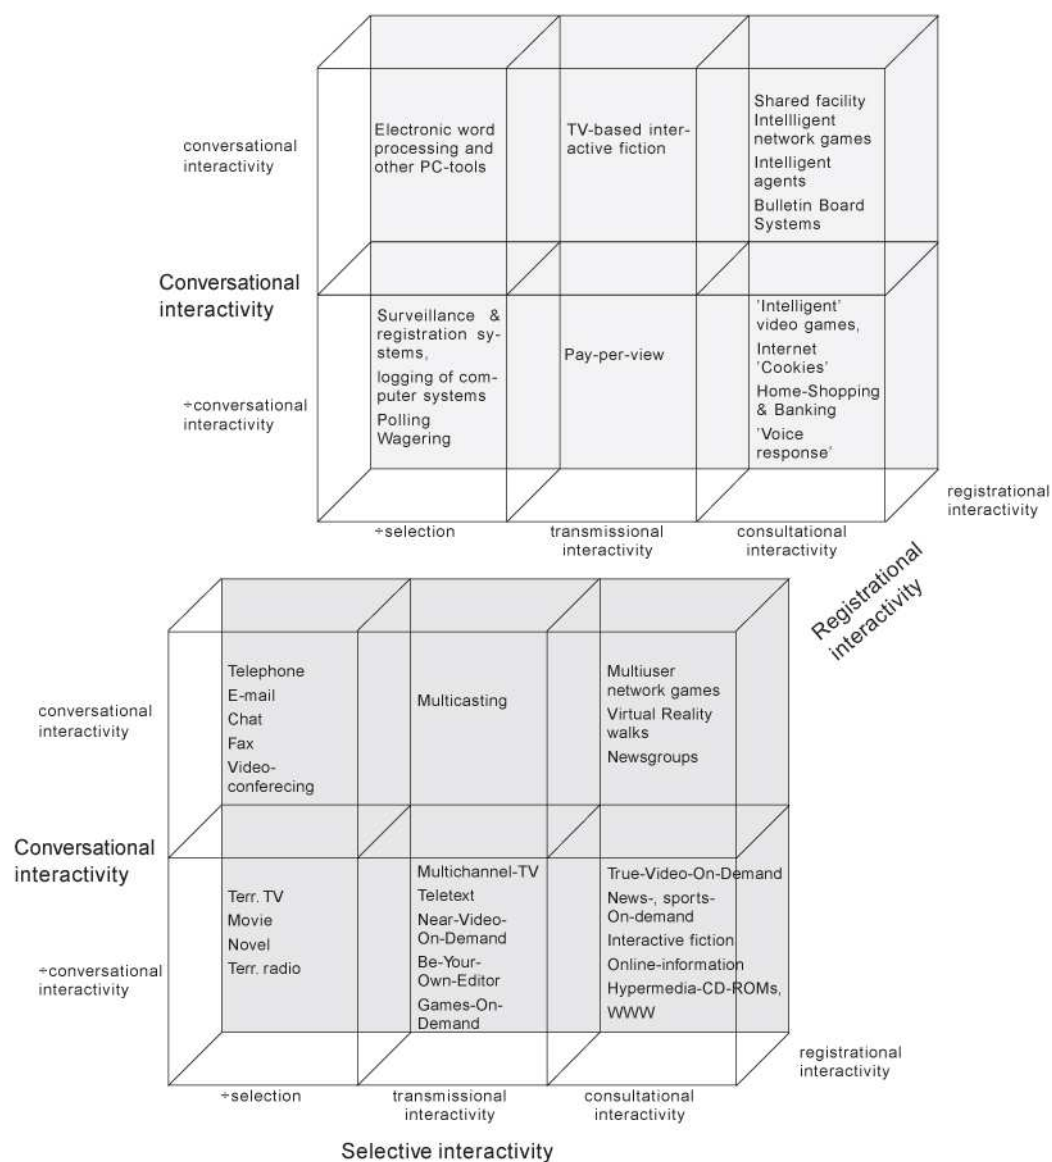 conversational
interactivity
Electronic word
processing and
other PC-tools
TV-based inter-
active fiction
Shared facility
Intellligent
network games
Intelligent
agents
Bulletin Board
Systems
Conversational
interactivity
÷conversational
interactivity
Surveillance &
registration sy-
stems,
logging of com-
puter systems
Polling
Wagering
Pay-per-view
'Intelligent'
video games,
Internet
'Cookies'
Home-Shopping
& Banking
'Voice
response'
registrational
interactivity
÷selection
transmissional
interactivity
consultational
interactivity
Registrational
interactivity
conversational
interactivity
Telephone
E-mail
Chat
Fax
Video-
conferecing
Multicasting
Multiuser
network games
Virtual Reality
walks
Newsgroups
Conversational
interactivity
÷conversational
interactivity
Terr. TV
Movie
Novel
Terr. radio
Multichannel-TV
Teletext
Near-Video-
On-Demand
Be-Your-
Own-Editor
Games-On-
Demand
True-Video-On-Demand
News-, sports-
On-demand
Interactive fiction
Online-information
Hypermedia-CD-ROMs,
WWW
registrational
interactivity
÷selection
transmissional
interactivity
consultational
interactivity
Selective interactivity